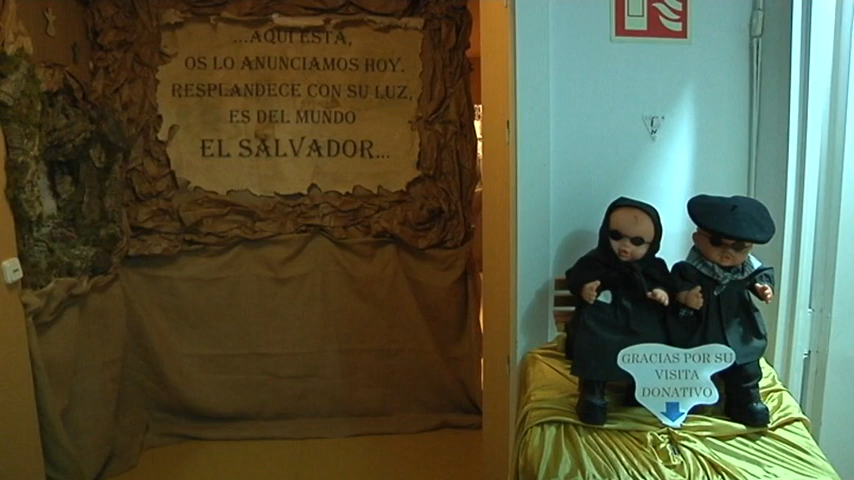 ...AQUÍ ESTA,
OS LO ANUNCIAMOS HOY.
RESPLANDECE CON SU LUZ,
ES DEL MUNDO
EL SALVADOR...
GRACIAS POR SU
VISITA
DONATIVO